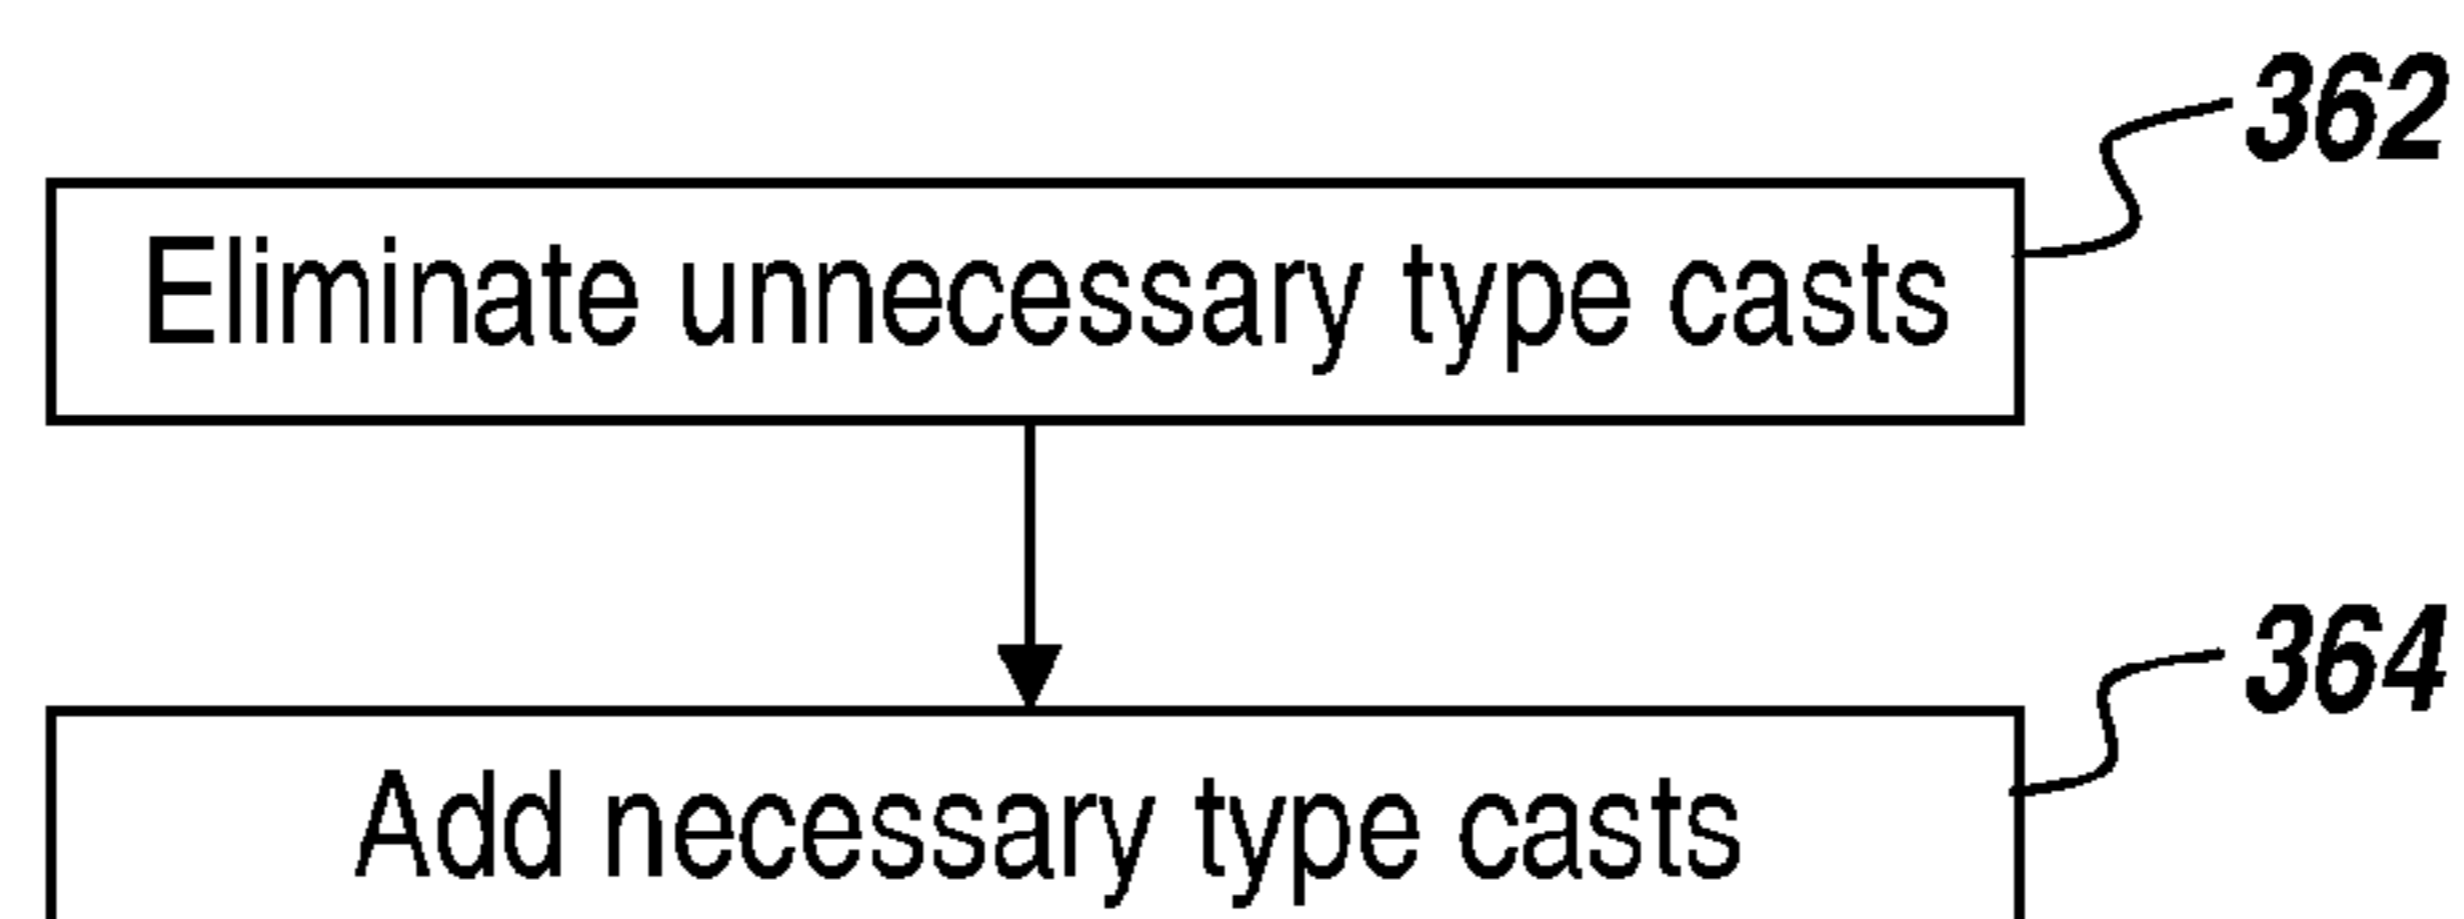 362
Eliminate unnecessary type casts
364
Add necessary type casts